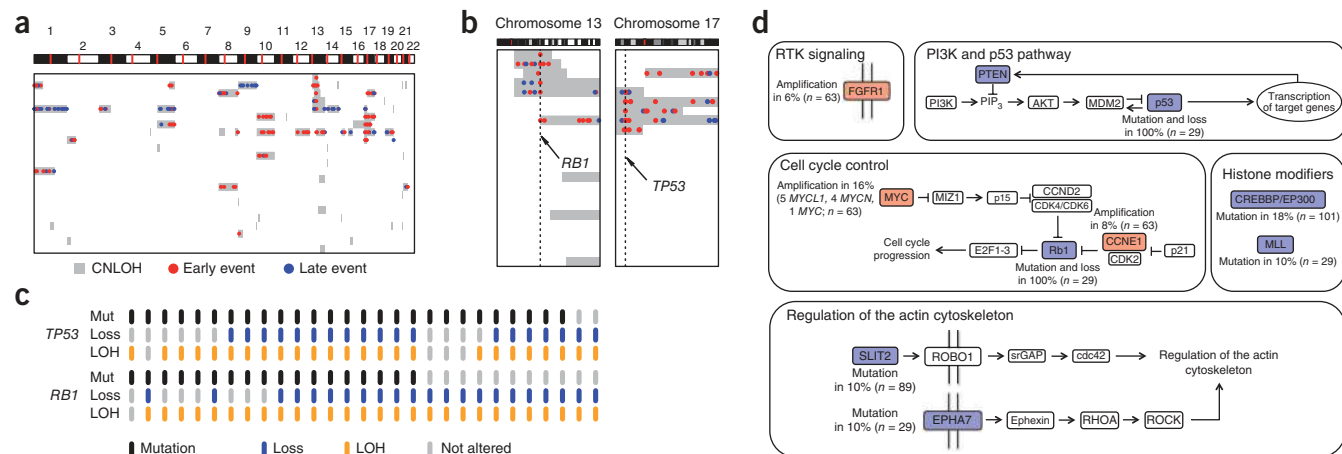 a
1 3 5 7 9 11 13 15 17 19 21
2 4 6 8 10 12 14 16 18 20 22
CNLOH Early event Late event
b
Chromosome 13 Chromosome 17
RB1
TP53
c
Mut
TP53 Loss
LOH
Mut
RB1 Loss
LOH
Mutation Loss LOH Not altered
d
RTK signaling
Amplification
in 6% (n = 63)
FGFR1
PI3K and p53 pathway
PTEN
PI3K PIP3 AKT MDM2 p53
Transcription
of target genes
Mutation and loss
in 100% (n = 29)
Cell cycle control
Amplification in 16%
(5 MYCL1, 4 MYCN,
1 MYC; n = 63)
MYC MIZ1 p15 CCND2
CDK4/CDK6
Amplification
in 8% (n = 63)
Cell cycle
progression
E2F1-3 Rb1 CCNE1
CDK2
p21
Mutation and loss
in 100% (n = 29)
Histone modifiers
CREBBP/EP300
Mutation in 18% (n = 101)
MLL
Mutation in 10% (n = 29)
Regulation of the actin cytoskeleton
SLIT2 ROBO1 srGAP cdc42
Mutation
in 10% (n = 89)
Regulation of the actin
cytoskeleton
Mutation
in 10% (n = 29)
EPHA7 Ephexin RHOA ROCK